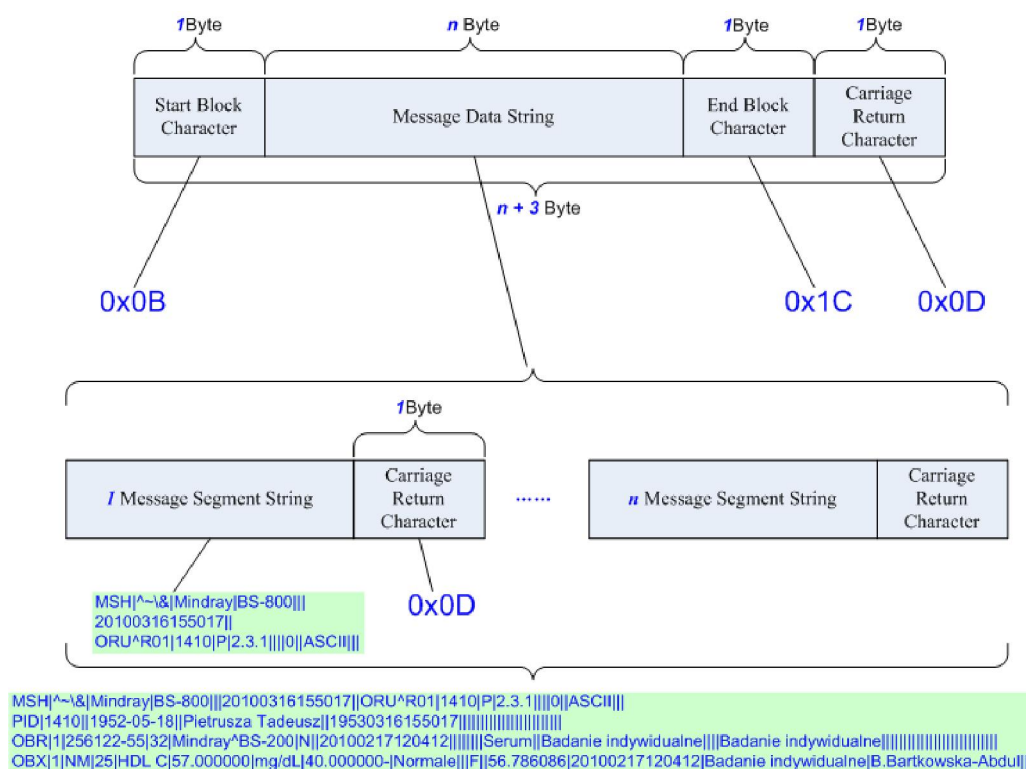 1Byte
n Byte
1Byte
1Byte
Start Block
Character
Message Data String
End Block
Character
Carriage
Return
Character
n + 3 Byte
0x0B
0x1C
0x0D
1Byte
1 Message Segment String
Carriage
Return
Character
......
n Message Segment String
Carriage
Return
Character
MSH|^~\&|Mindray|BS-800|||
20100316155017||
ORU^R01|1410|P|2.3.1||||0||ASCII|||
0x0D
MSH|^~\&|Mindray|BS-800|||20100316155017||ORU^R01|1410|P|2.3.1||||0||ASCII|||
PID|1410||1952-05-18||Pietrusza Tadeusz||19530316155017|||||||||||||||||||||||
OBR|1|256122-55|32|Mindray^BS-200|N||20100217120412||||||||Serum||Badanie indywidualne||||Badanie indywidualne||||||||||||||||||||||||||
OBX|1|NM|25|HDL C|57.000000|mg/dL|40.000000-|Normale|||F||56.786086|20100217120412|Badanie indywidualne|B.Bartkowska-Abdul||